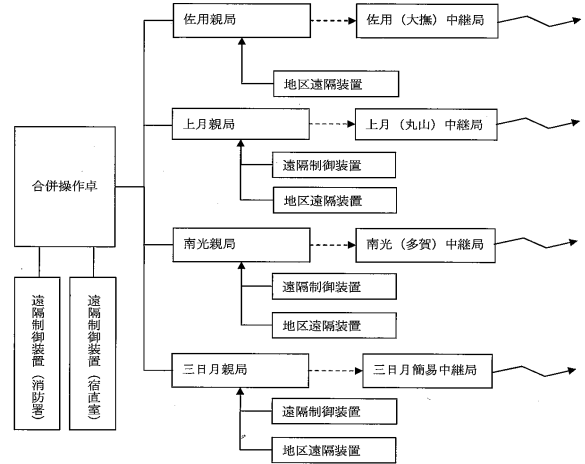 佐用親局
佐用（大撫）中継局
地区遠隔装置
上月親局
上月（丸山）中継局
遠隔制御装置
地区遠隔装置
合併操作卓
南光親局
南光（多賀）中継局
遠隔制御装置
地区遠隔装置
遠隔制御装置（消防署）
遠隔制御装置（宿直室）
三日月親局
三日月簡易中継局
遠隔制御装置
地区遠隔装置